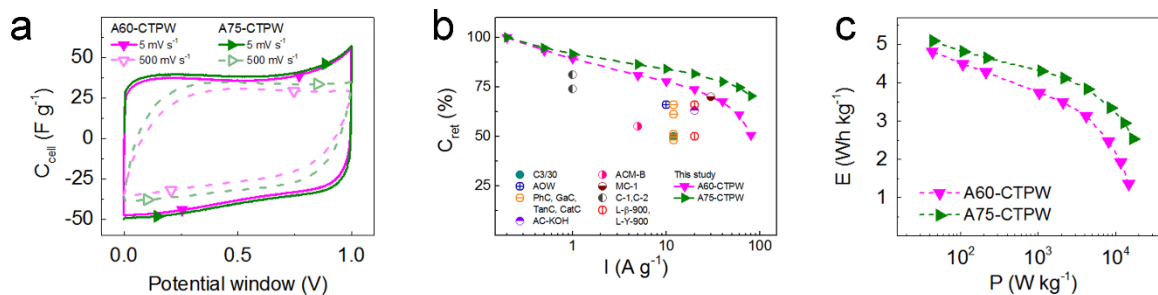 a
A60-CTPW A75-CTPW
5 mV s⁻¹ 5 mV s⁻¹
500 mV s⁻¹ 500 mV s⁻¹
C_cell (F g⁻¹)
50
25
0
-25
-50
0.0 0.5 1.0
Potential window (V)
b
C_ret (%)
100
75
50
25
C3/30
AOW
PhC, GaC,
TanC, CatC
AC-KOH
ACM-B
MC-1
C-1,C-2
L-β-900,
L-Y-900
This study
A60-CTPW
A75-CTPW
1 10 100
I (A g⁻¹)
c
E (Wh kg⁻¹)
5
4
3
2
1
A60-CTPW
A75-CTPW
10² 10³ 10⁴
P (W kg⁻¹)